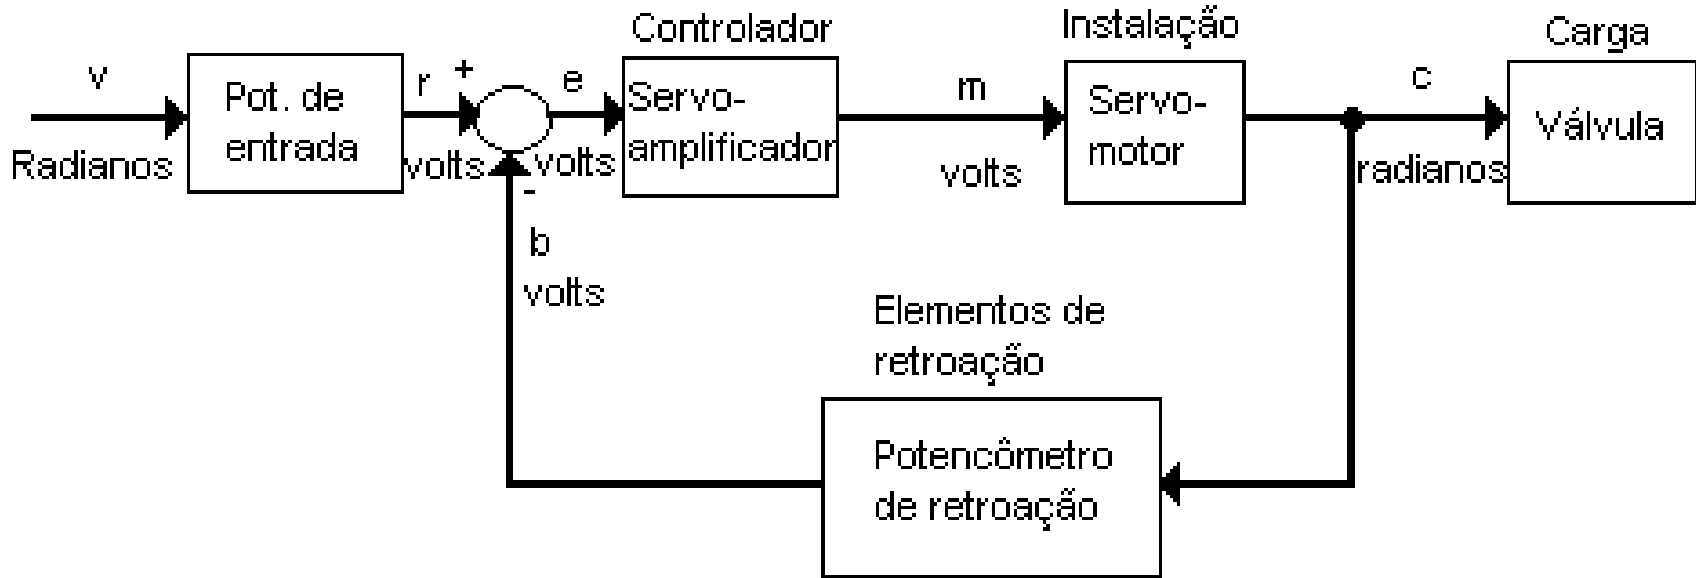 Controlador
Instalação
Carga
v
Radianos
Pot. de
entrada
r
+
volts
e
volts
-
b
volts
Servo-
amplificador
m
volts
Servo-
motor
c
radianos
Válvula
Elementos de
retroação
Potencômetro
de retroação